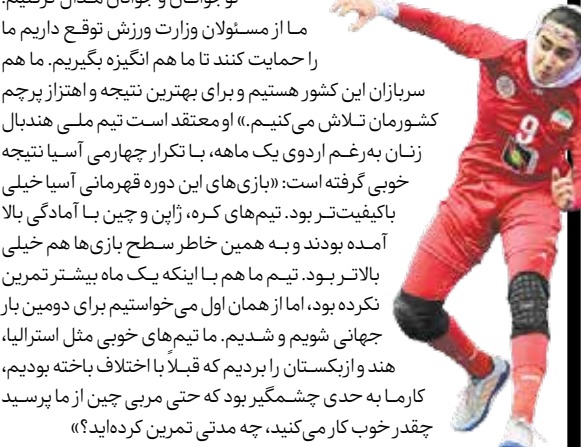 نوجوانان و جوانان مدال گرفتیم.
ما از مسئولان وزارت ورزش توقع داریم ما
را حمایت کنند تا ما هم انگیزه بگیریم. ما هم
سربازان این کشور هستیم و برای بهترین نتیجه و اهتزاز پرچم
کشورمان تلاش می‌کنیم.» او معتقد است تیم ملی هندبال
زنان به‌رغم اردوی یک ماهه، با تکرار چهارمی آسیا نتیجه
خوبی گرفته است: «بازی‌های این دوره قهرمانی آسیا خیلی
باکیفیت‌تر بود. تیم‌های کره، ژاپن و چین با آمادگی بالا
آمده بودند و به همین خاطر سطح بازی‌ها هم خیلی
بالاتر بود. تیم ما هم با اینکه یک ماه بیشتر تمرین
نکرده بود، اما از همان اول می‌خواستیم برای دومین بار
جهانی شویم و شدیم. ما تیم‌های خوبی مثل استرالیا،
هند و ازبکستان را بردیم که قبلاً با اختلاف باخته بودیم،
کار ما به حدی چشمگیر بود که حتی مربی چین از ما پرسید
چقدر خوب کار می‌کنید، چه مدتی تمرین کرده‌اید؟»
9